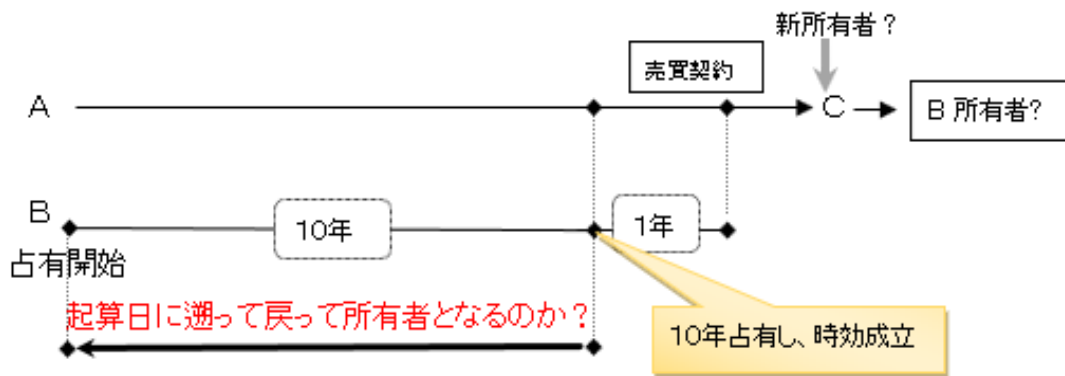 新所有者？
売買契約
A
C
B 所有者?
B
10年
1年
占有開始
起算日に遡って戻って所有者となるのか？
10年占有し、時効成立